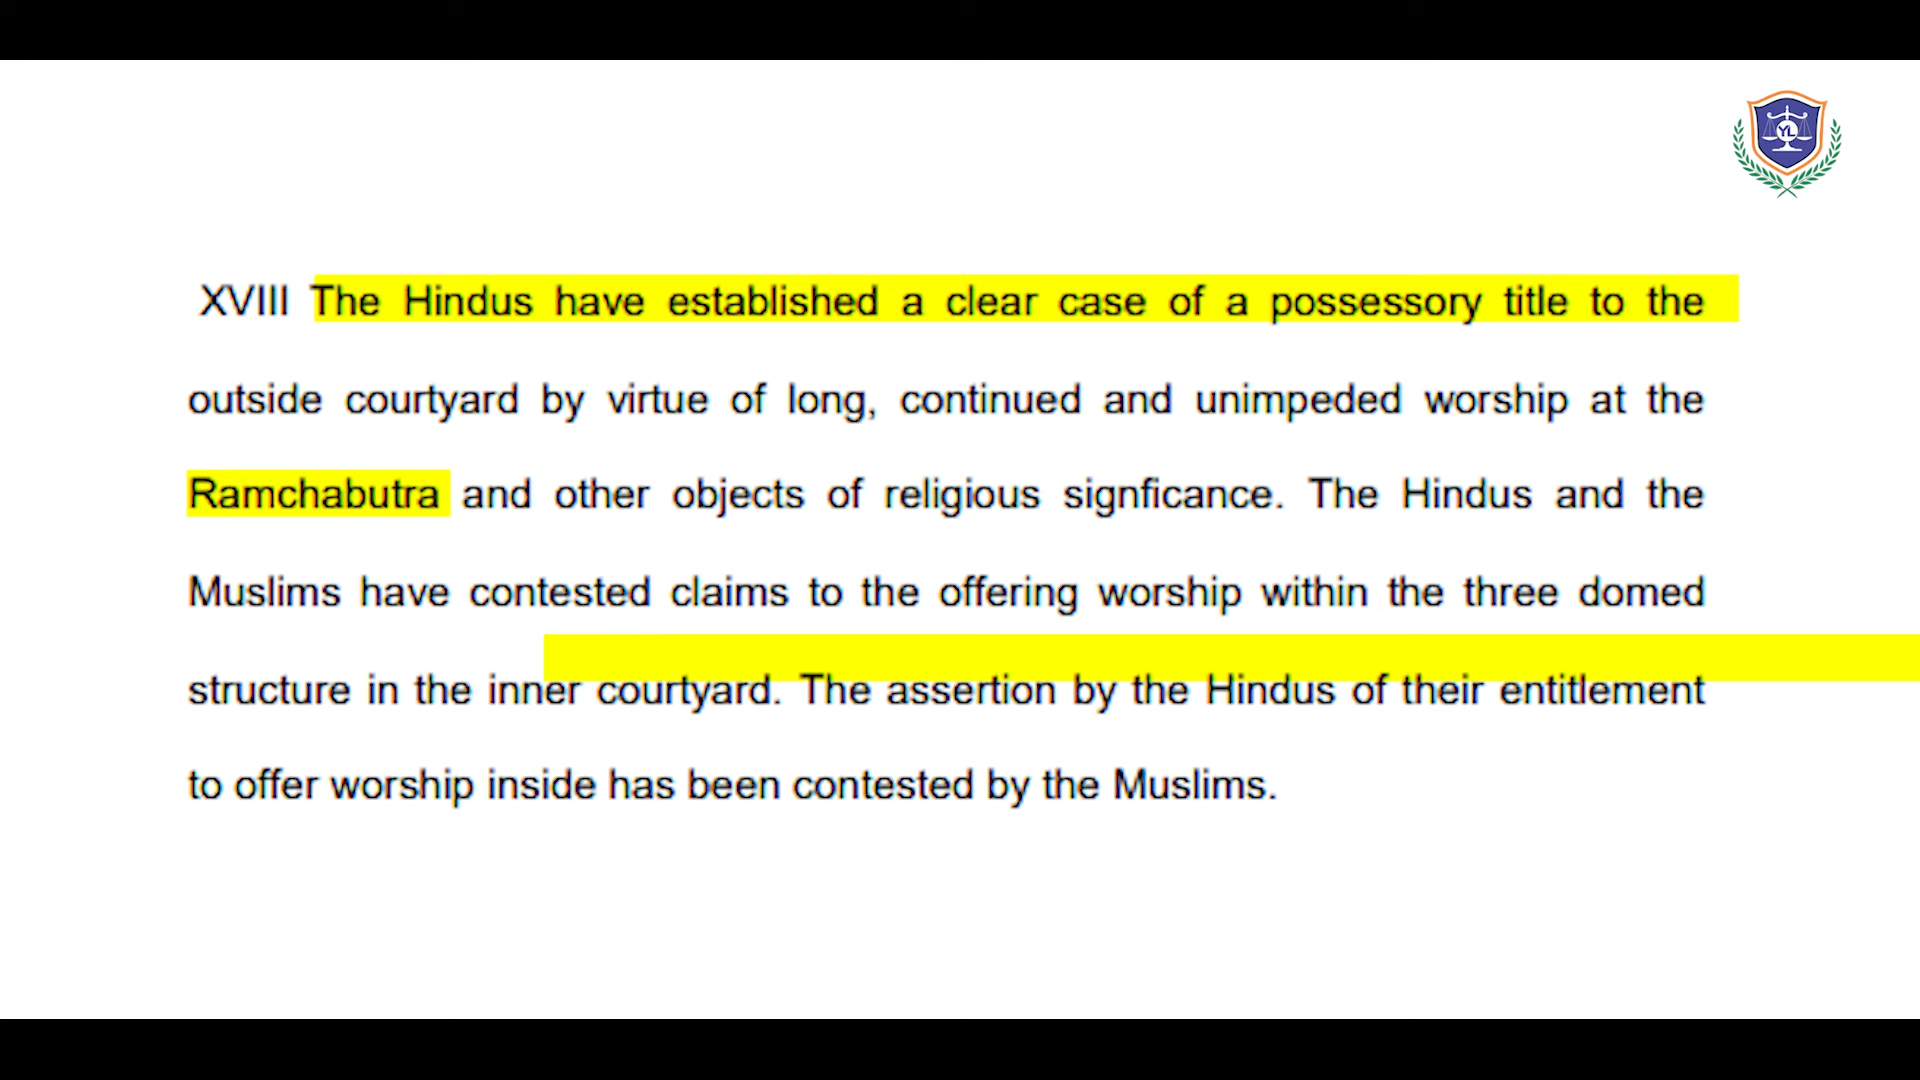 YL
XVIII The Hindus have established a clear case of a possessory title to the
outside courtyard by virtue of long, continued and unimpeded worship at the
Ramchabutra and other objects of religious signficance. The Hindus and the
Muslims have contested claims to the offering worship within the three domed
structure in the inner courtyard. The assertion by the Hindus of their entitlement
to offer worship inside has been contested by the Muslims.